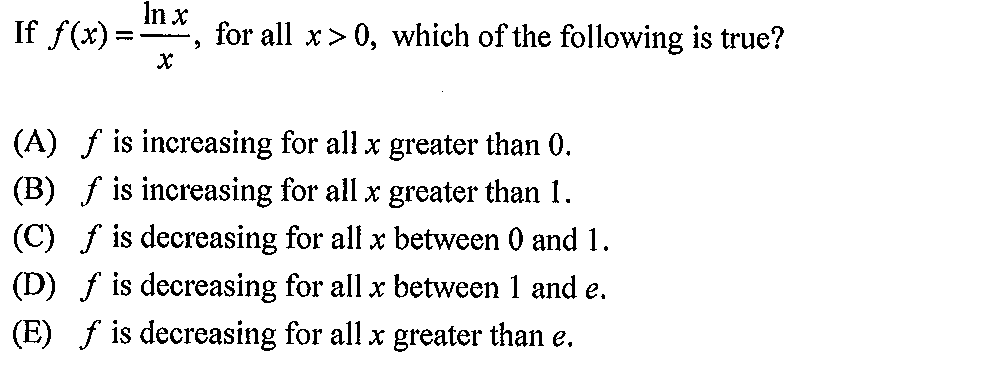 If f(x) = ln x / x, for all x > 0, which of the following is true?
(A) f is increasing for all x greater than 0.
(B) f is increasing for all x greater than 1.
(C) f is decreasing for all x between 0 and 1.
(D) f is decreasing for all x between 1 and e.
(E) f is decreasing for all x greater than e.